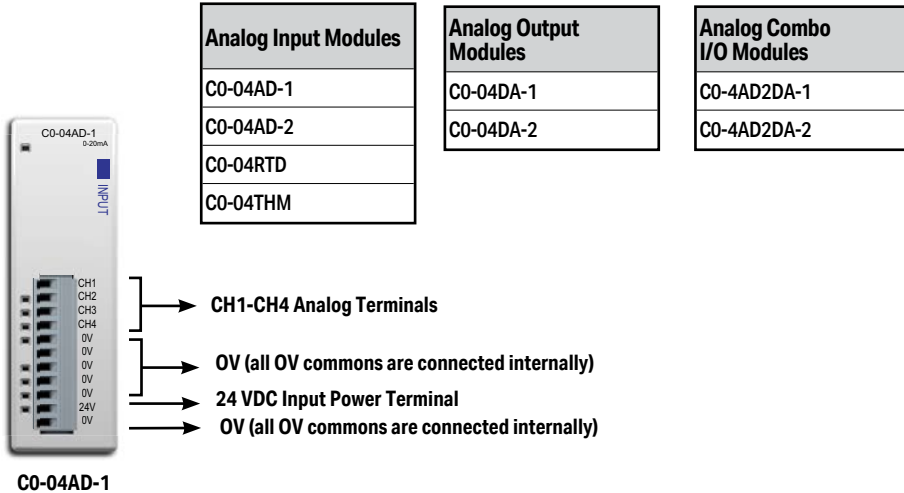 Analog Input Modules
C0-04AD-1
C0-04AD-2
C0-04RTD
C0-04THM
Analog Output
Modules
C0-04DA-1
C0-04DA-2
Analog Combo
I/O Modules
C0-4AD2DA-1
C0-4AD2DA-2
C0-04AD-1
0-20mA
INPUT
CH1
CH2
CH3
CH4
0V
0V
0V
0V
0V
24V
0V
CH1-CH4 Analog Terminals
OV (all OV commons are connected internally)
24 VDC Input Power Terminal
OV (all OV commons are connected internally)
C0-04AD-1